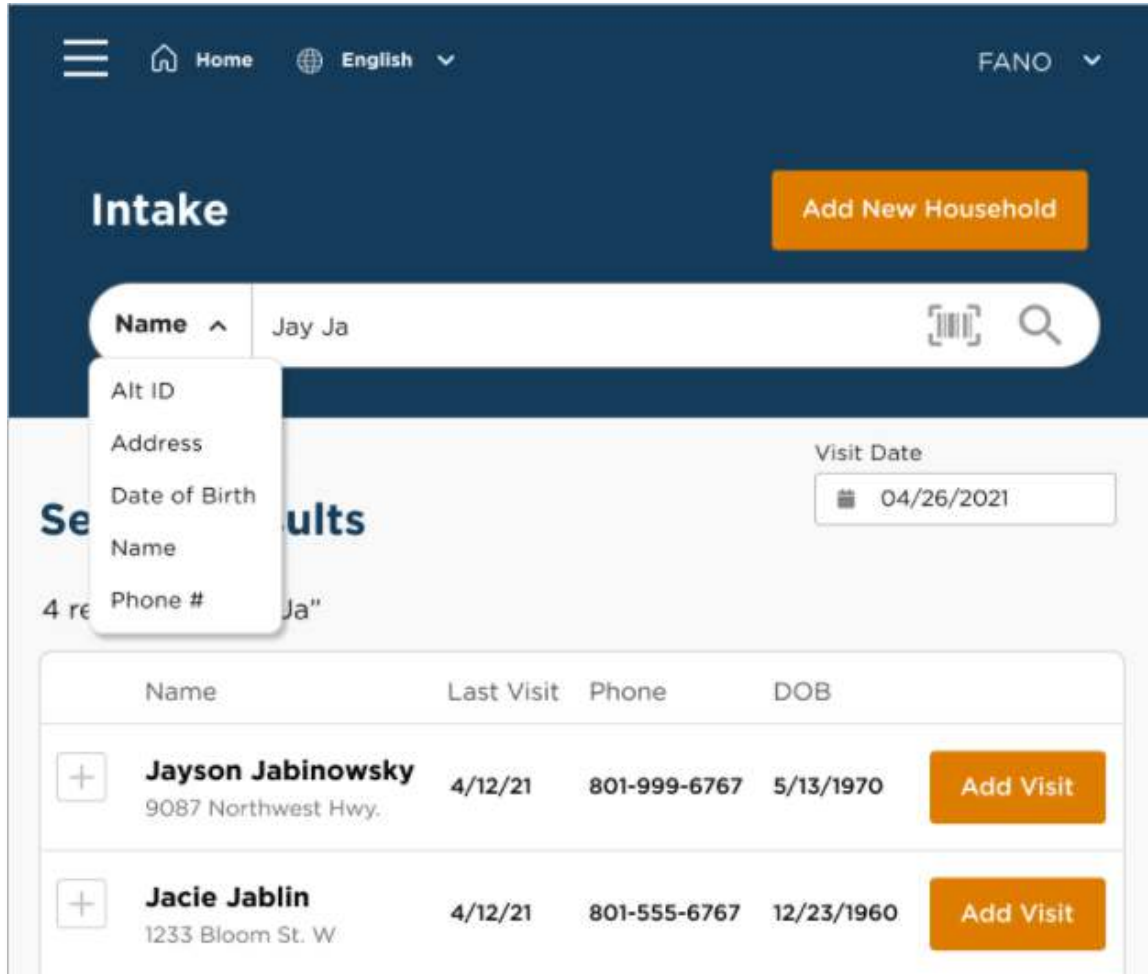 Home English FANO
Intake Add New Household
Name Jay Ja
Alt ID
Address
Date of Birth
Name
Phone #
Visit Date
04/26/2021
Se ults
4 re Ja"
Name Last Visit Phone DOB
Jayson Jabinowsky 4/12/21 801-999-6767 5/13/1970 Add Visit
9087 Northwest Hwy.
Jacie Jablin 4/12/21 801-555-6767 12/23/1960 Add Visit
1233 Bloom St. W